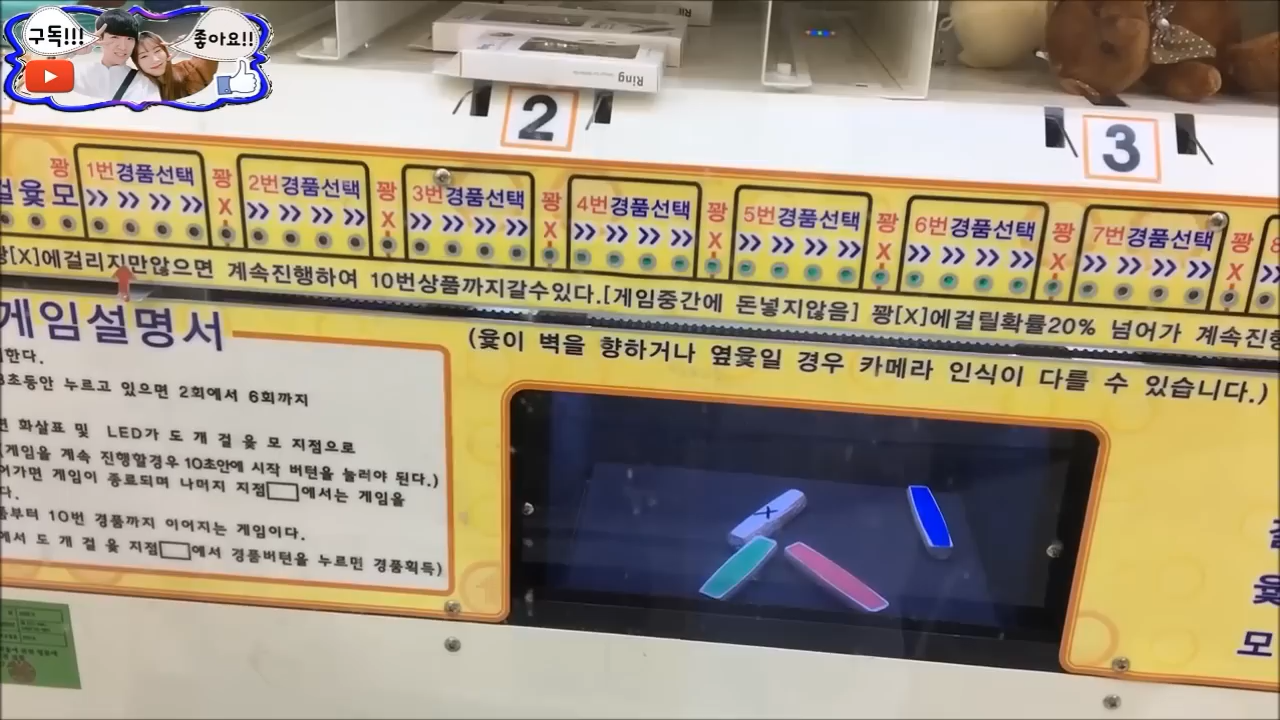 구독!!!
좋아요!!
Ring
Ring
2
3
걸윷모
꽝
1번경품선택
꽝
X
2번경품선택
꽝
X
3번경품선택
꽝
X
4번경품선택
꽝
X
5번경품선택
꽝
X
6번경품선택
꽝
X
7번경품선택
꽝
X
꽝[X]에걸리지만않으면 계속진행하여 10번상품까지갈수있다.[게임중간에 돈넣지않음] 꽝[X]에걸릴확률20% 넘어가 계속진행
게임설명서
(윷이 벽을 향하거나 옆윷일 경우 카메라 인식이 다를 수 있습니다.)
한다.
3초동안 누르고 있으면 2회에서 6회까지
면 화살표 및 LED가 도 개 걸 윷 모 지점으로
(게임을 계속 진행할경우 10초안에 시작 버턴을 눌러야 된다.)
어가면 게임이 종료되며 나머지 지점 에서는 게임을
다.
품부터 10번 경품까지 이어지는 게임이다.
에서 도 개 걸 윷 지점 에서 경품버턴을 누르면 경품획득)
X
윷
모